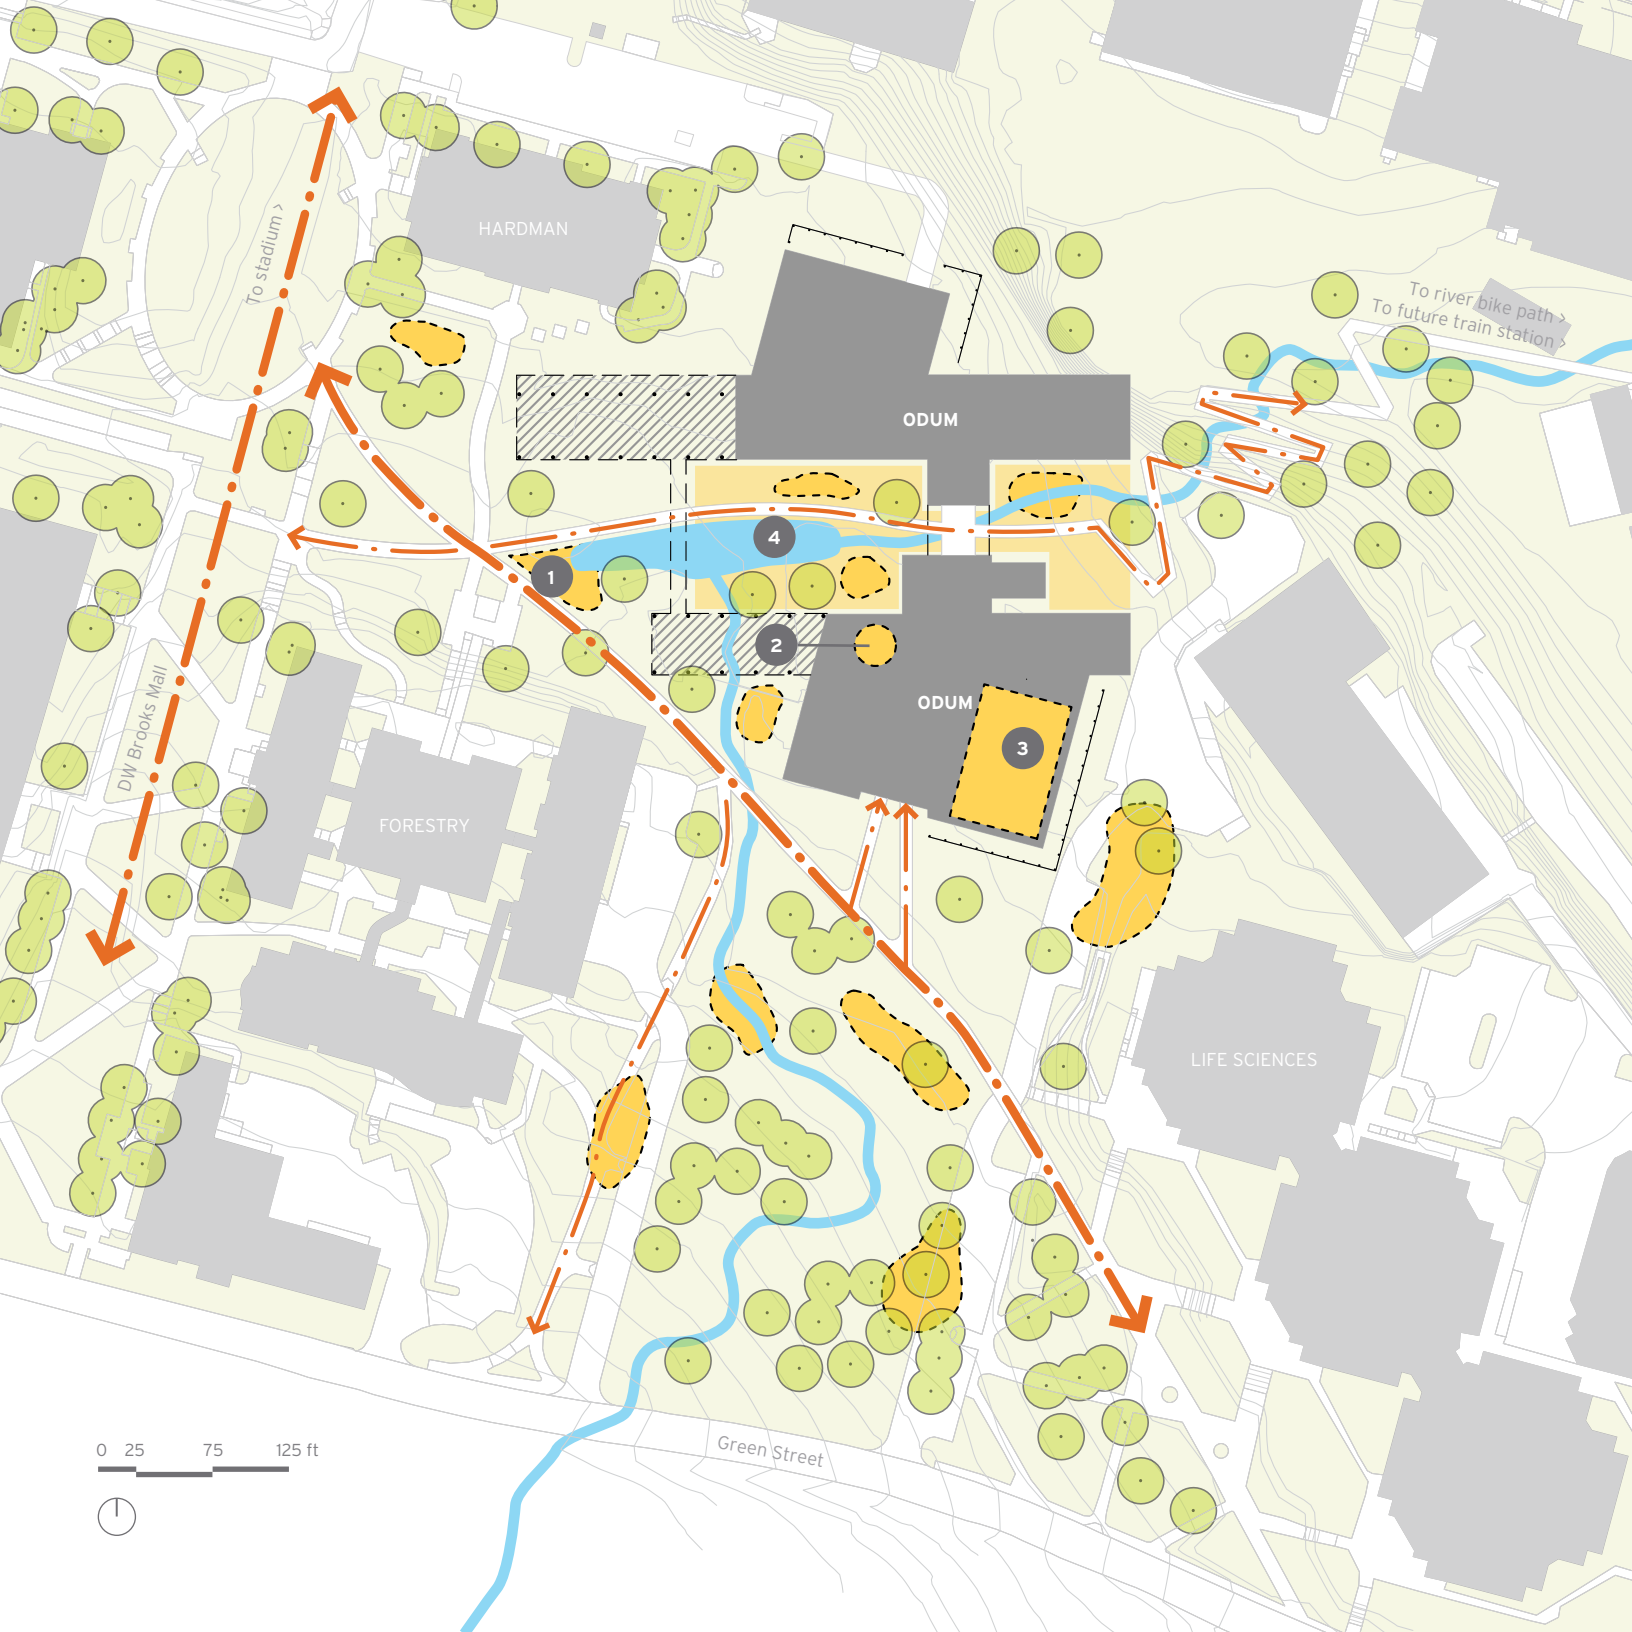 HARDMAN
To stadium >
To river bike path >
To future train station >
ODUM
4
1
2
ODUM
3
DW Brooks Mall
FORESTRY
LIFE SCIENCES
Green Street
0 25 75 125 ft